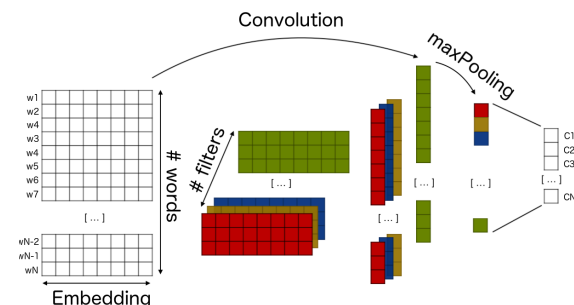 Convolution
maxPooling
w1
w2
w4
w3
w4
w5
w6
w7
[ ... ]
wN-2
wN-1
wN
# words
Embedding
# filters
[ ... ]
[ ... ]
[ ... ]
[ ... ]
C1
C2
C3
[ ... ]
CN